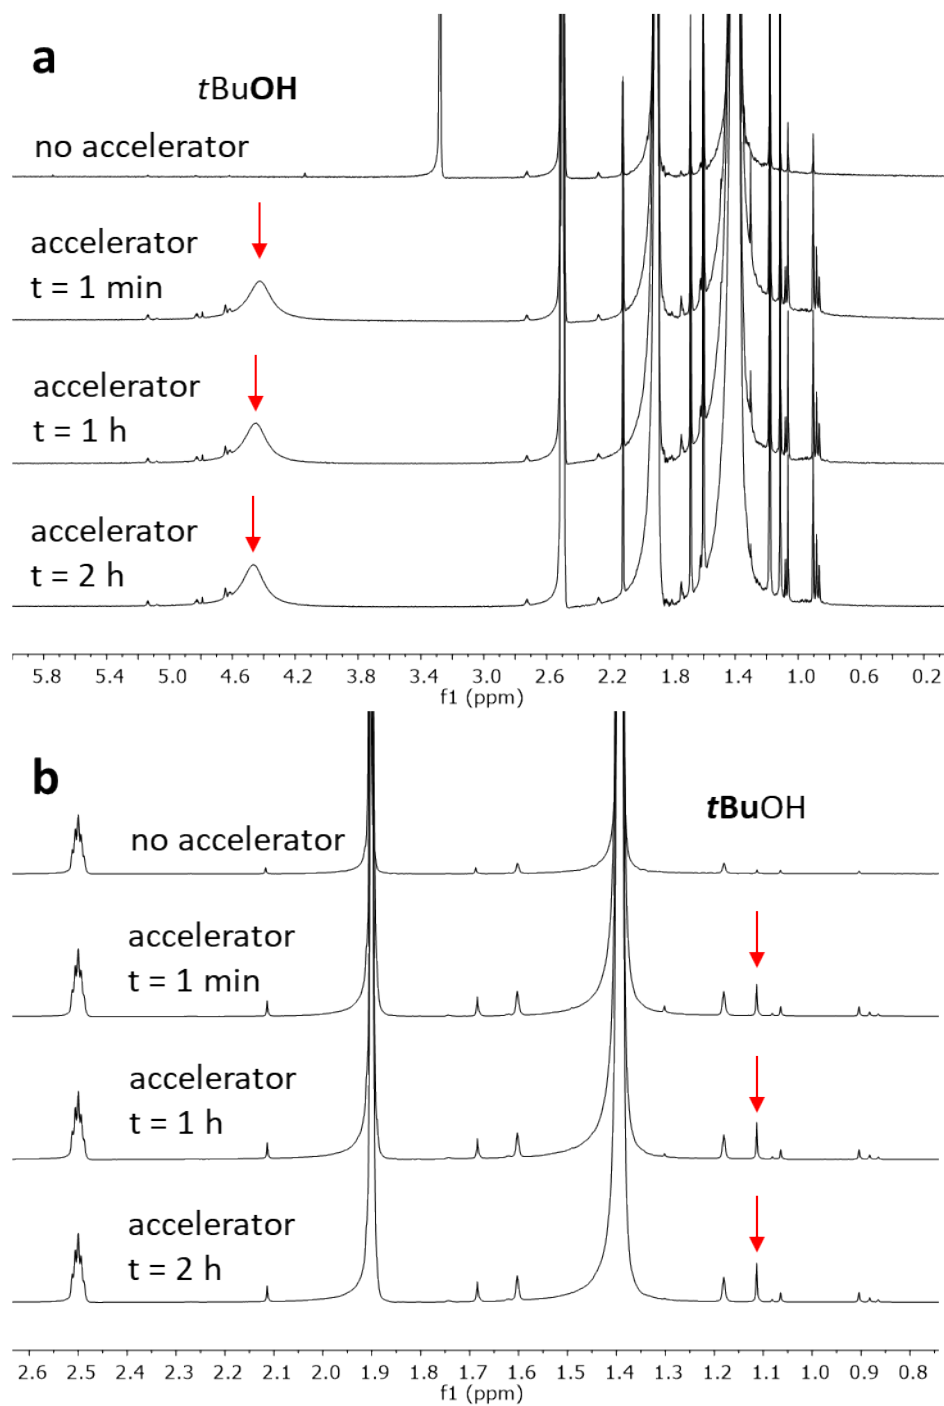 a
tBuOH
no accelerator
accelerator
t = 1 min
accelerator
t = 1 h
accelerator
t = 2 h
5.8 5.0 4.6 4.2 3.8 3.4 3.0 2.6 2.2 1.8 1.4 1.0 0.6 0.2
f1 (ppm)
b
tBuOH
no accelerator
accelerator
t = 1 min
accelerator
t = 1 h
accelerator
t = 2 h
2.6 2.5 2.4 2.3 2.2 2.1 2.0 1.9 1.8 1.7 1.6 1.5 1.4 1.3 1.2 1.1 1.0 0.9 0.8
f1 (ppm)